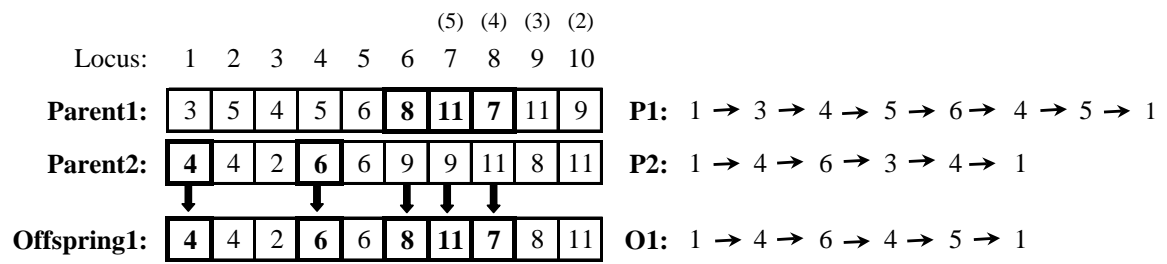 (5) (4) (3) (2)
Locus: 1 2 3 4 5 6 7 8 9 10
Parent1: 3 5 4 5 6 8 11 7 11 9 P1: 1 → 3 → 4 → 5 → 6 → 4 → 5 → 1
Parent2: 4 4 2 6 6 9 9 11 8 11 P2: 1 → 4 → 6 → 3 → 4 → 1
Offspring1: 4 4 2 6 6 8 11 7 8 11 O1: 1 → 4 → 6 → 4 → 5 → 1